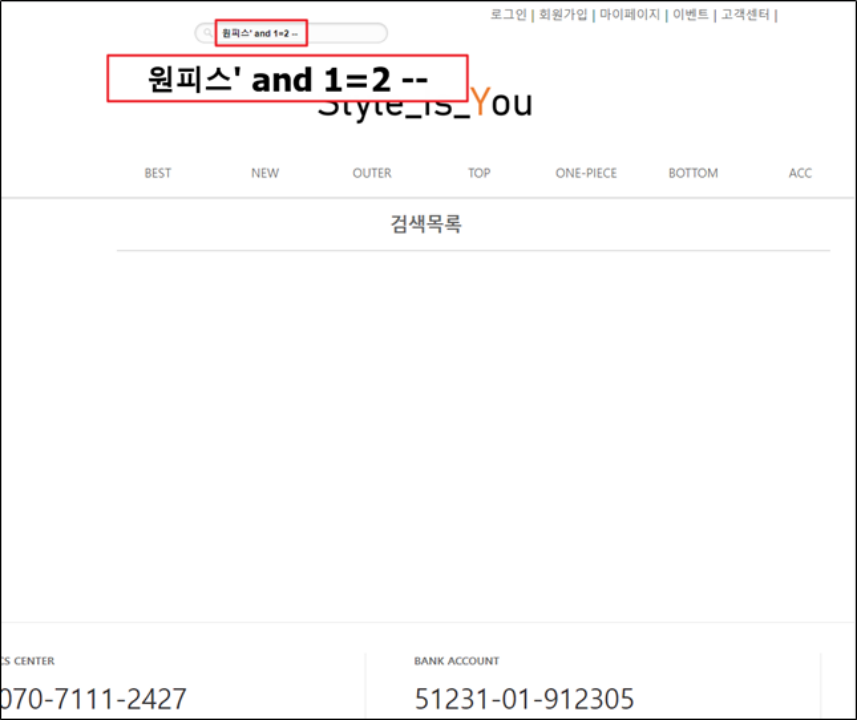 로그인 | 회원가입 | 마이페이지 | 이벤트 | 고객센터 |
원피스' and 1=2 --
원피스' and 1=2 --
Style_is_You
BEST NEW OUTER TOP ONE-PIECE BOTTOM ACC
검색목록
CS CENTER BANK ACCOUNT
070-7111-2427 51231-01-912305